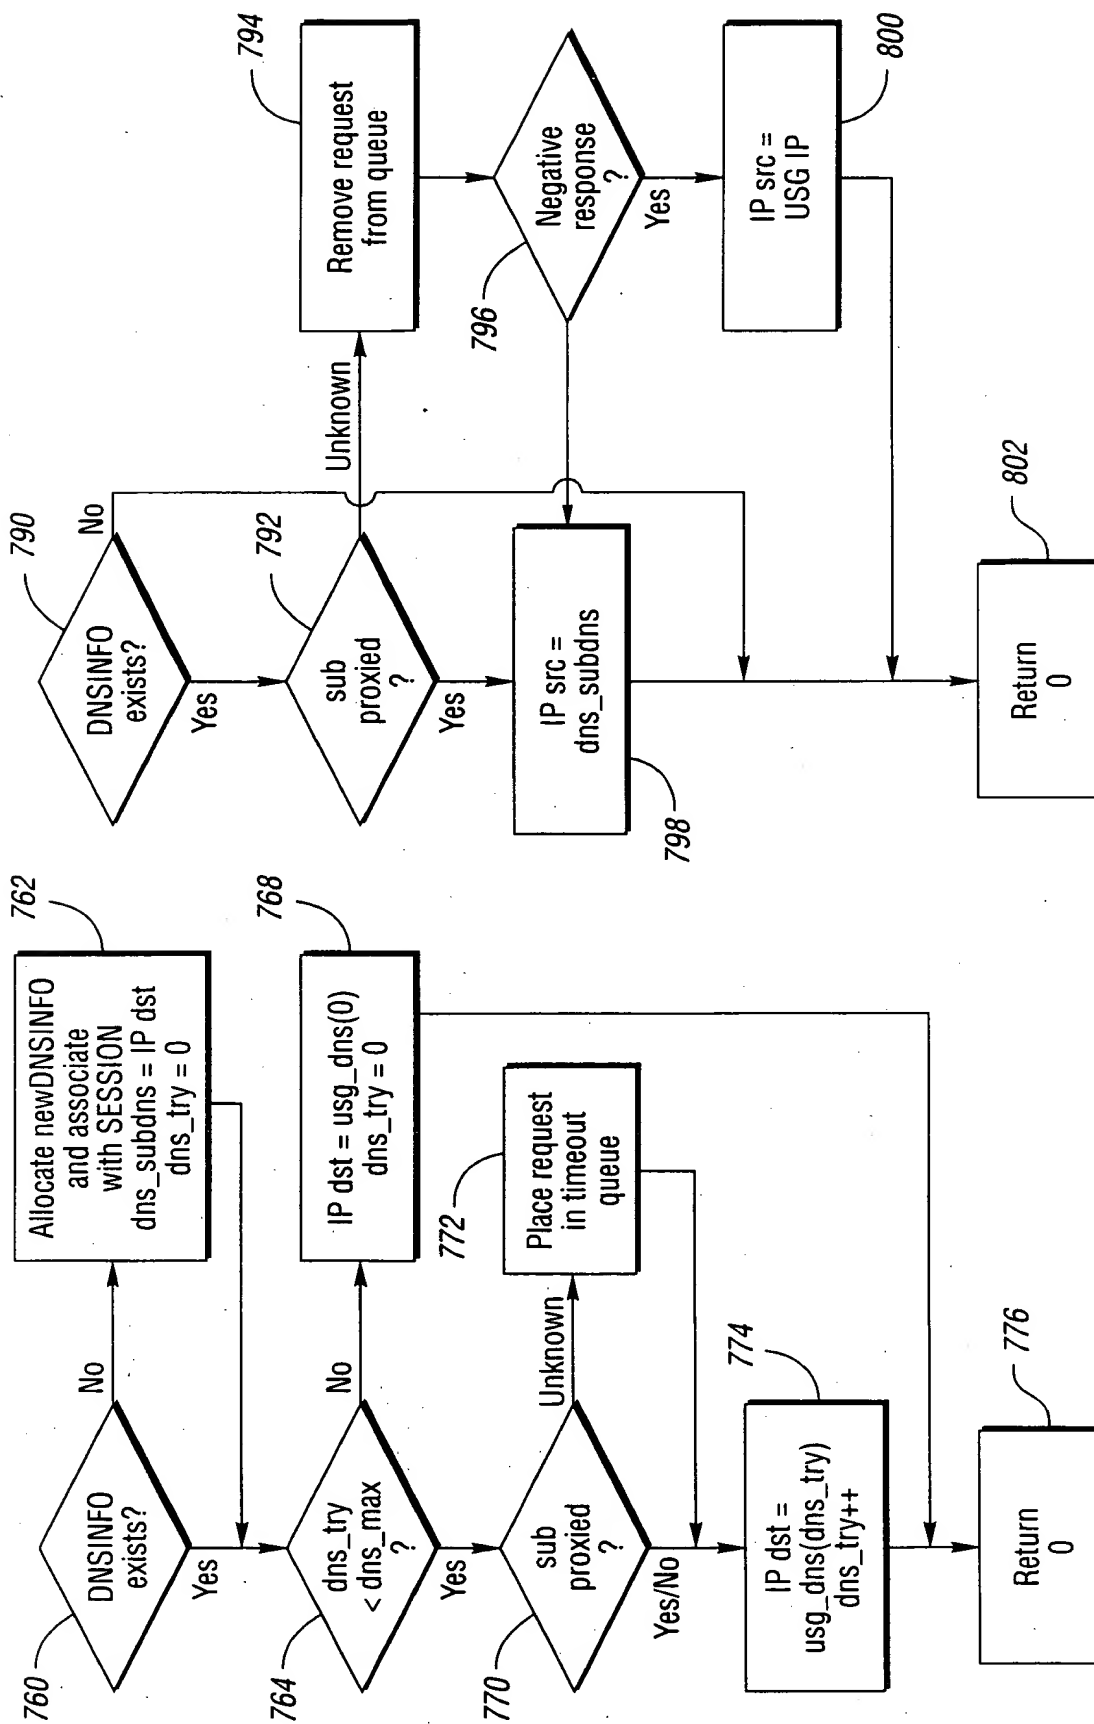 760
DNSINFO
exists?
No
Yes
762
Allocate newDNSINFO
and associate
with SESSION
dns_subdns = IP dst
dns_try = 0
764
dns_try
< dns_max
?
No
Yes
768
IP dst = usg_dns(0)
dns_try = 0
770
sub
proxied
?
Unknown
Yes/No
772
Place request
in timeout
queue
774
IP dst =
usg_dns(dns_try)
dns_try++
776
Return
0
790
DNSINFO
exists?
No
Yes
792
sub
proxied
?
Unknown
Yes
794
Remove request
from queue
796
Negative
response
?
Yes
798
IP src =
dns_subdns
800
IP src =
USG IP
802
Return
0